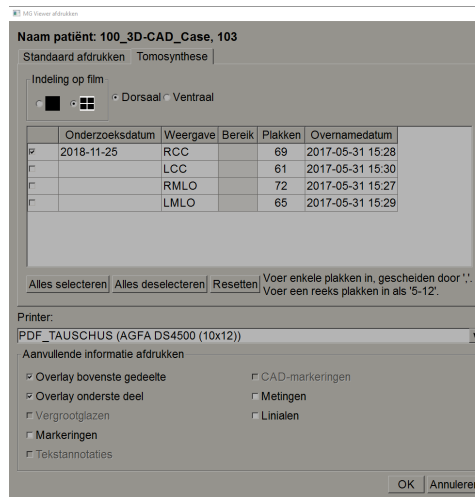 MG Viewer afdrukken
Naam patiënt: 100_3D-CAD_Case, 103
Standaard afdrukken Tomosynthese
Indeling op film
Dorsaal Ventraal
Onderzoeksdatum Weergave Bereik Plakken Overnamedatum
2018-11-25 RCC 69 2017-05-31 15:28
LCC 61 2017-05-31 15:30
RMLO 72 2017-05-31 15:27
LMLO 65 2017-05-31 15:29
Alles selecteren Alles deselecteren Resetten Voer enkele plakken in, gescheiden door ','.
Voer een reeks plakken in als '5-12'.
Printer:
PDF_TAUSCHUS (AGFA DS4500 (10x12))
Aanvullende informatie afdrukken
Overlay bovenste gedeelte CAD-markeringen
Overlay onderste deel Metingen
Vergrootglazen Linialen
Markeringen
Tekstannotaties
OK Annuleren